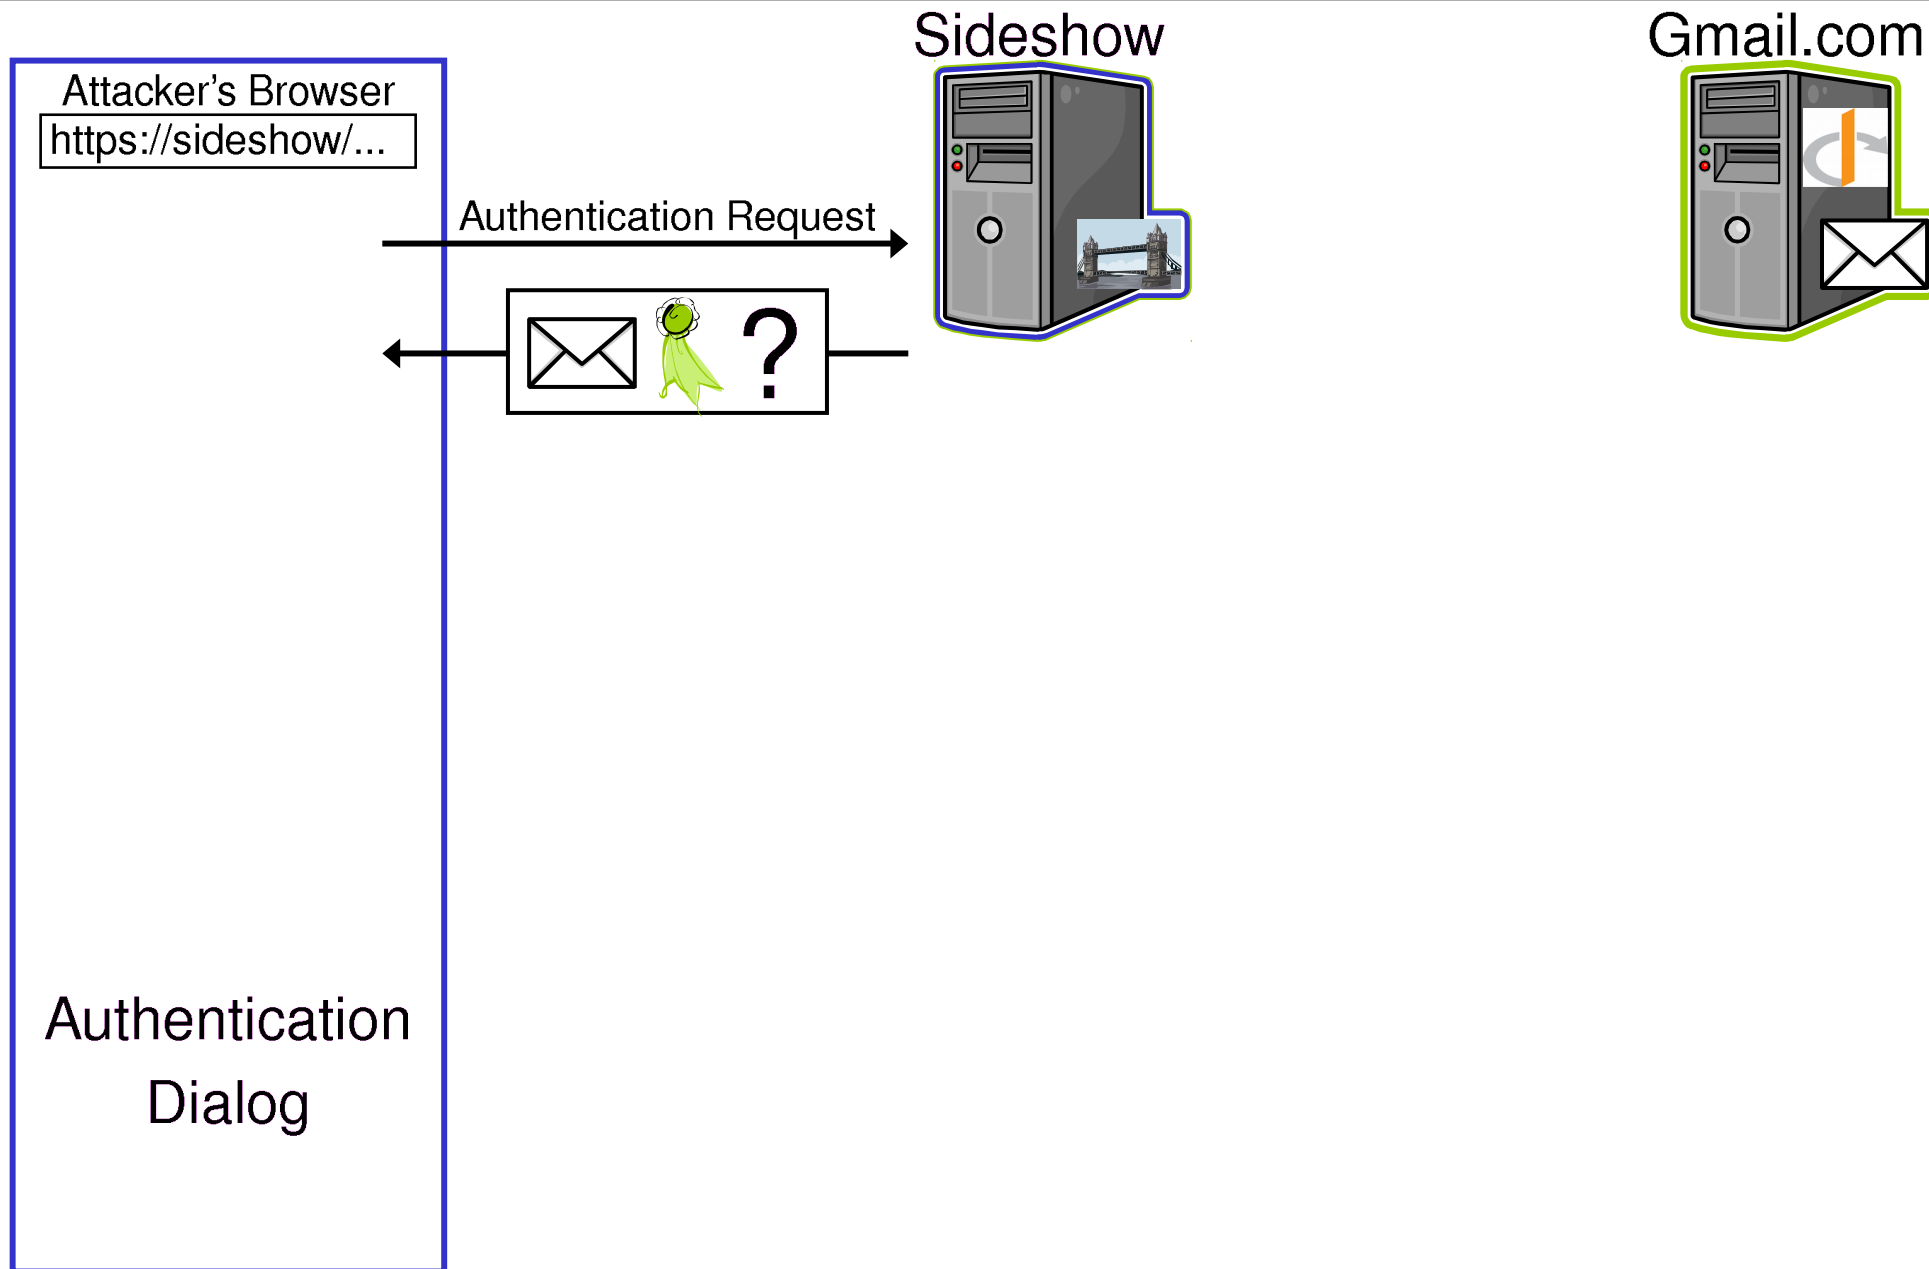 Sideshow
Gmail.com
Attacker's Browser
https://sideshow/...
Authentication Request
?
Authentication
Dialog